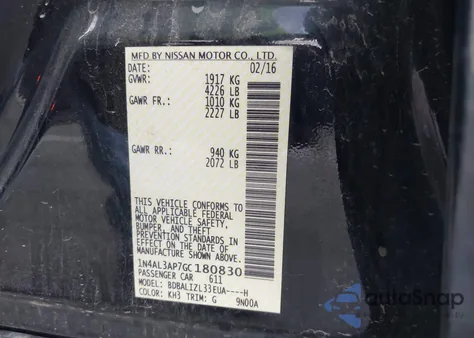 MFD BY NISSAN MOTOR CO., LTD.
DATE: 02/16
GVWR: 1917 KG
4226 LB
GAWR FR.: 1010 KG
2227 LB
GAWR RR.: 940 KG
2072 LB
THIS VEHICLE CONFORMS TO
ALL APPLICABLE FEDERAL
MOTOR VEHICLE SAFETY,
BUMPER, AND THEFT
PREVENTION STANDARDS IN
EFFECT ON THE DATE OF
MANUFACTURE SHOWN ABOVE.
1N4AL3AP7GC180830
PASSENGER CAR 611
MODEL: BDBALIZL33EUA----H
COLOR: KH3 TRIM: G 9N00A
autoSnap